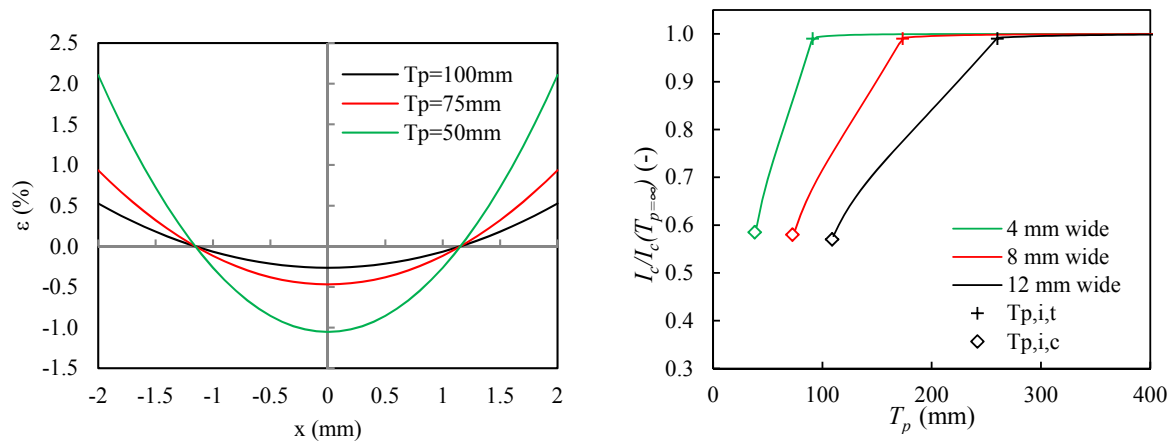 2.5
2.0
1.5
1.0
0.5
0.0
-0.5
-1.0
-1.5
ε (%)
-2 -1.5 -1 -0.5 0 0.5 1 1.5 2
x (mm)
Tp=100mm
Tp=75mm
Tp=50mm
1.0
0.9
0.8
0.7
0.6
0.5
0.4
0.3
I_c/I_c(T_{p=∞}) (-)
0 100 200 300 400
T_p (mm)
4 mm wide
8 mm wide
12 mm wide
Tp,i,t
Tp,i,c